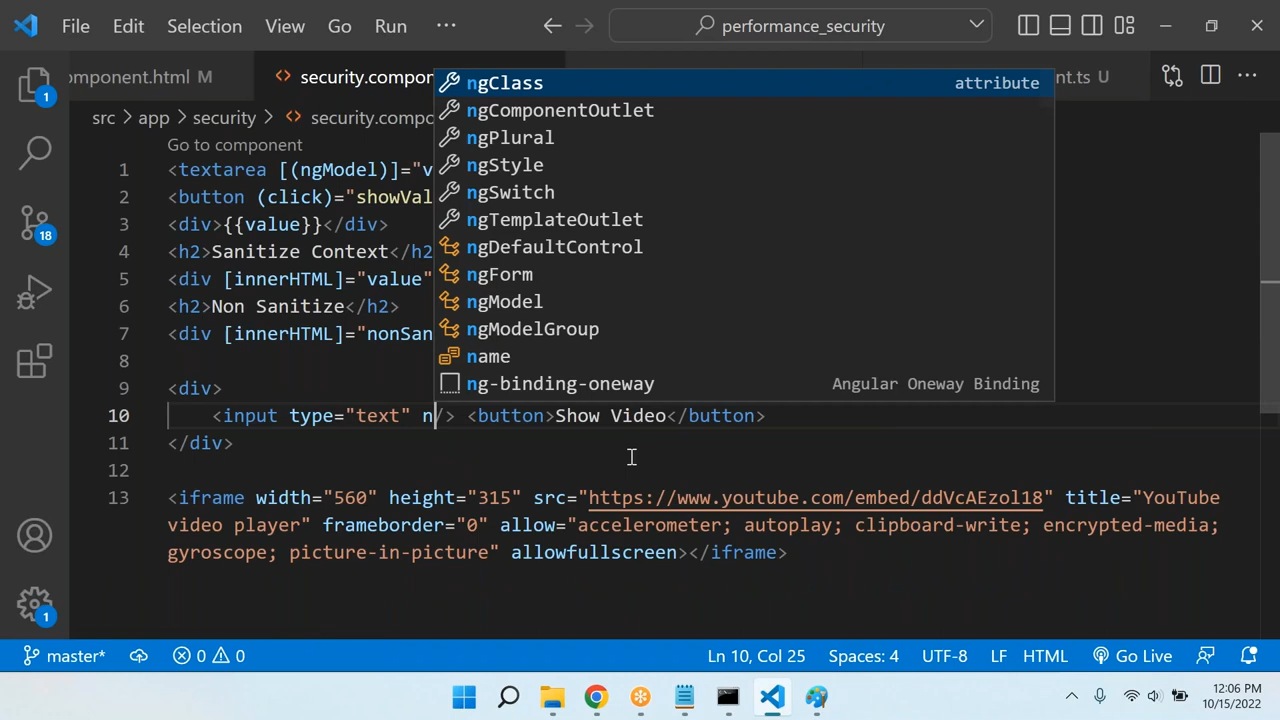 File Edit Selection View Go Run ··· performance_security
omponent.html M security.compon nt.ts U ···
src > app > security > security.compo
Go to component
1 <textarea [(ngModel)]="v
2 <button (click)="showVal
3 <div>{{value}}</div>
4 <h2>Sanitize Context</h2
5 <div [innerHTML]="value"
6 <h2>Non Sanitize</h2>
7 <div [innerHTML]="nonSan
8
9 <div>
10 <input type="text" n/> <button>Show Video</button>
11 </div>
12
13 <iframe width="560" height="315" src="https://www.youtube.com/embed/ddVcAEzol18" title="YouTube
video player" frameborder="0" allow="accelerometer; autoplay; clipboard-write; encrypted-media;
gyroscope; picture-in-picture" allowfullscreen></iframe>
ngClass attribute
ngComponentOutlet
ngPlural
ngStyle
ngSwitch
ngTemplateOutlet
ngDefaultControl
ngForm
ngModel
ngModelGroup
name
ng-binding-oneway Angular Oneway Binding
1
18
1
master* 0 0 Ln 10, Col 25 Spaces: 4 UTF-8 LF HTML Go Live
12:06 PM
10/15/2022